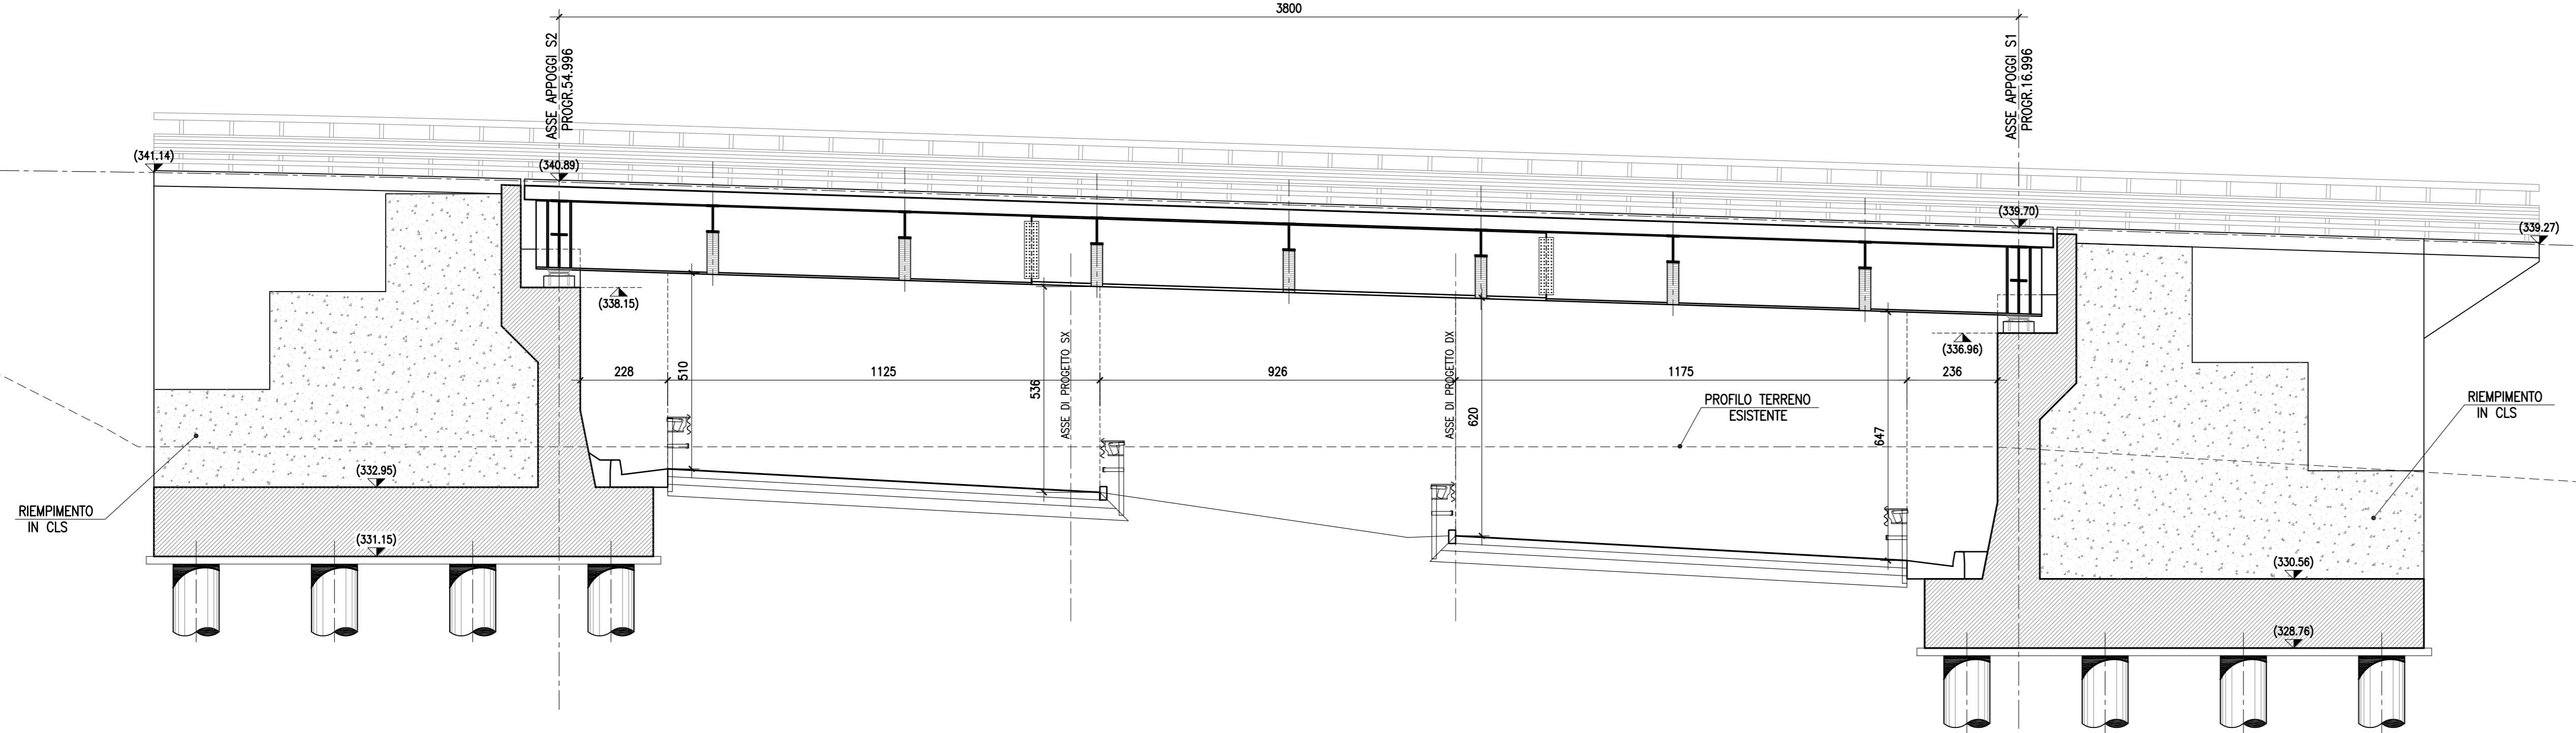 3800
ASSE APPOGGI S2
PROGR.54.996
ASSE APPOGGI S1
PROGR.16.996
(341.14)
(340.89)
(339.70)
(339.27)
(338.15)
(336.96)
228
510
1125
536
ASSE DI PROGETTO SX
926
ASSE DI PROGETTO DX
620
1175
647
236
PROFILO TERRENO
ESISTENTE
RIEMPIMENTO
IN CLS
(332.95)
(331.15)
RIEMPIMENTO
IN CLS
(330.56)
(328.76)